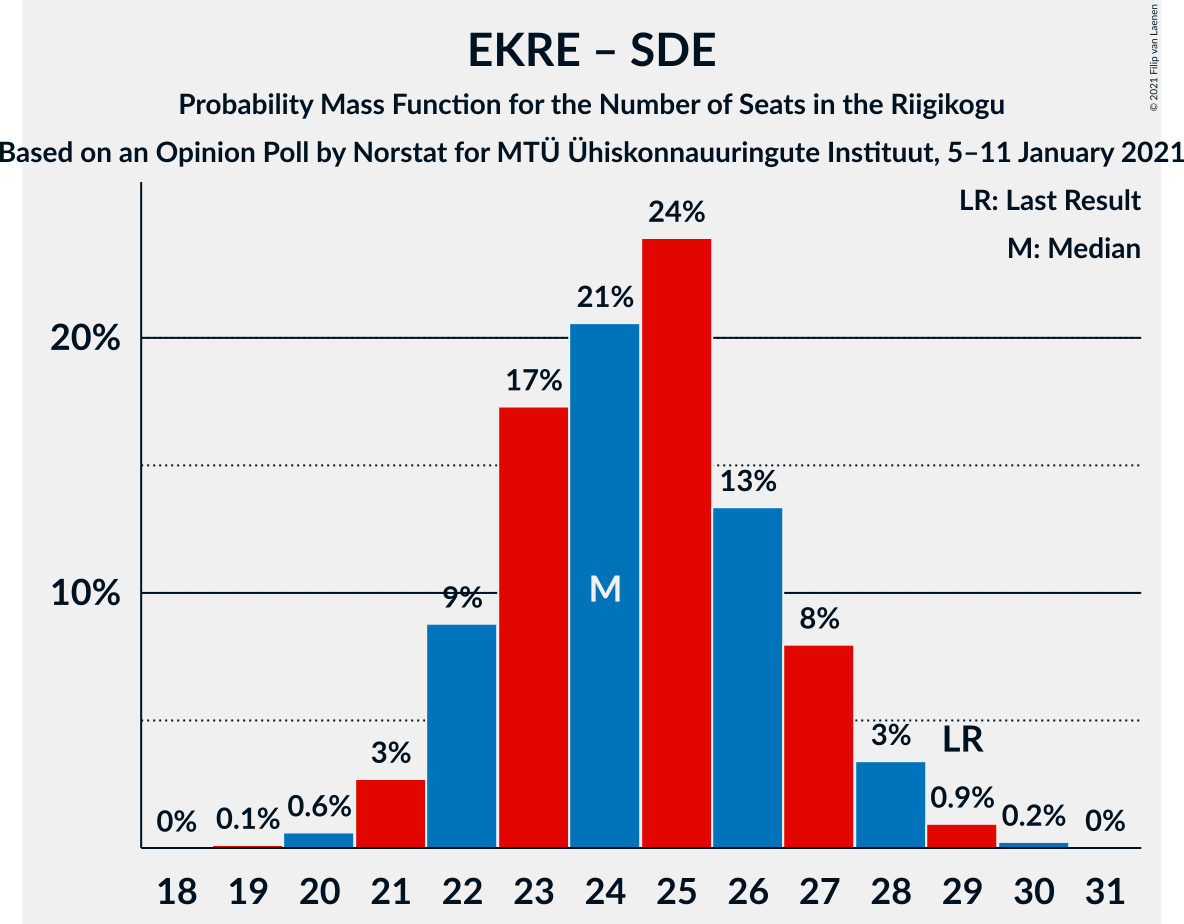 EKRE – SDE
Probability Mass Function for the Number of Seats in the Riigikogu
Based on an Opinion Poll by Norstat for MTÜ Ühiskonnauuringute Instituut, 5–11 January 2021
© 2021 Filip van Laenen
LR: Last Result
M: Median
24%
21%
20%
17%
13%
10%
9%
M
8%
3%
3%
LR
0% 0.1% 0.6% 0.9% 0.2% 0%
18 19 20 21 22 23 24 25 26 27 28 29 30 31